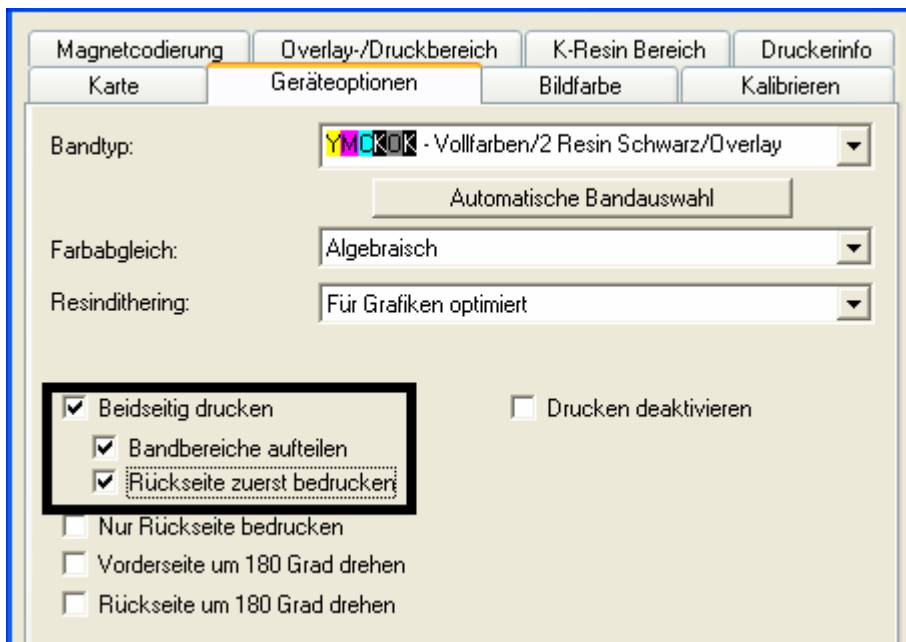 Magnetcodierung Overlay-/Druckbereich K-Resin Bereich Druckerinfo
Karte Geräteoptionen Bildfarbe Kalibrieren
Bandtyp: YMCKOK - Vollfarben/2 Resin Schwarz/Overlay
Automatische Bandauswahl
Farbabgleich: Algebraisch
Resindithering: Für Grafiken optimiert
Beidseitig drucken Drucken deaktivieren
Bandbereiche aufteilen
Rückseite zuerst bedrucken
Nur Rückseite bedrucken
Vorderseite um 180 Grad drehen
Rückseite um 180 Grad drehen